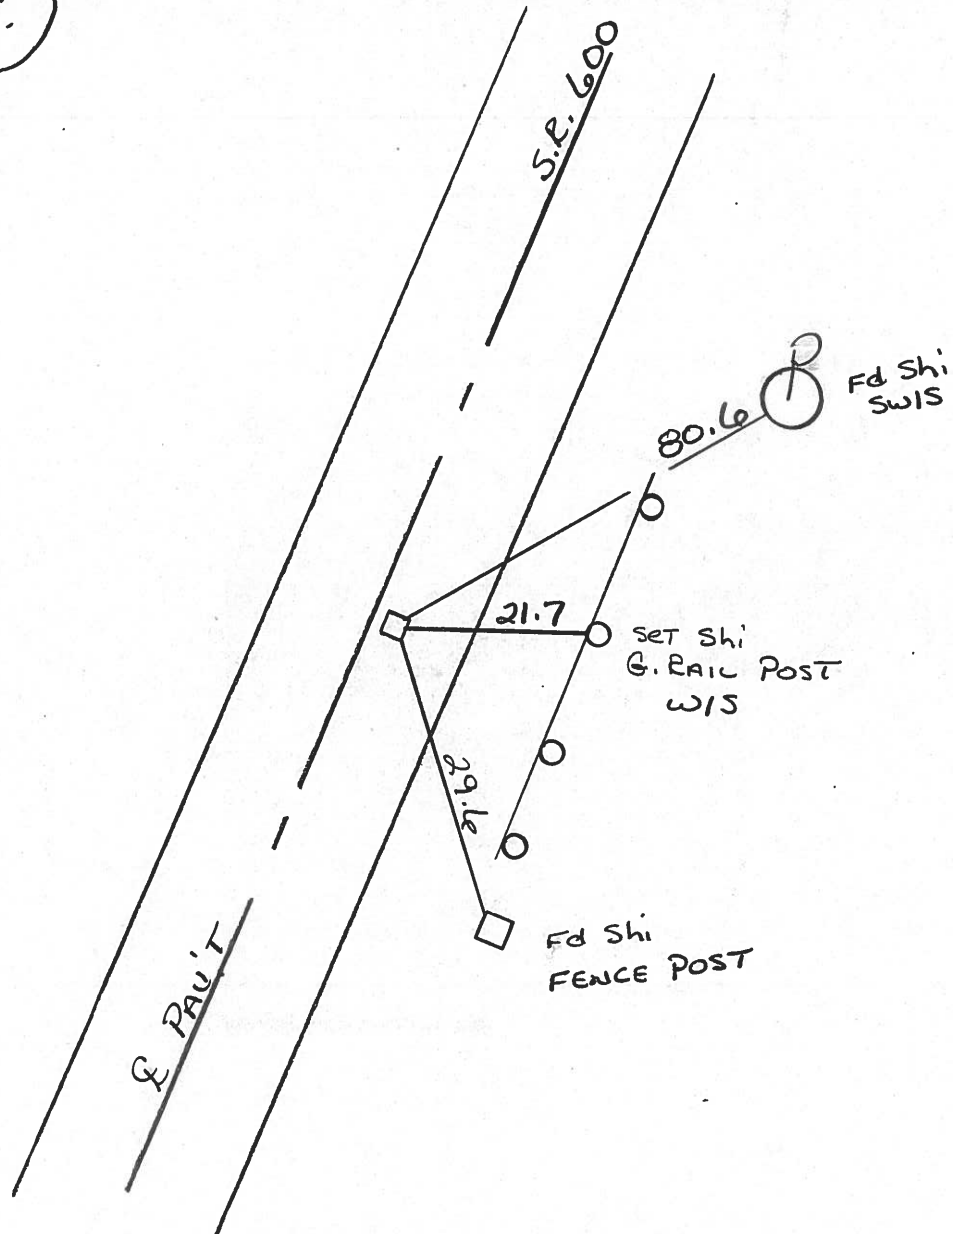 S.R. 600
Fd Shi
SW/S
80.6
21.7
SET Shi
G. RAIL POST
W/S
29.6
Fd Shi
FENCE POST
℄ PAV'T